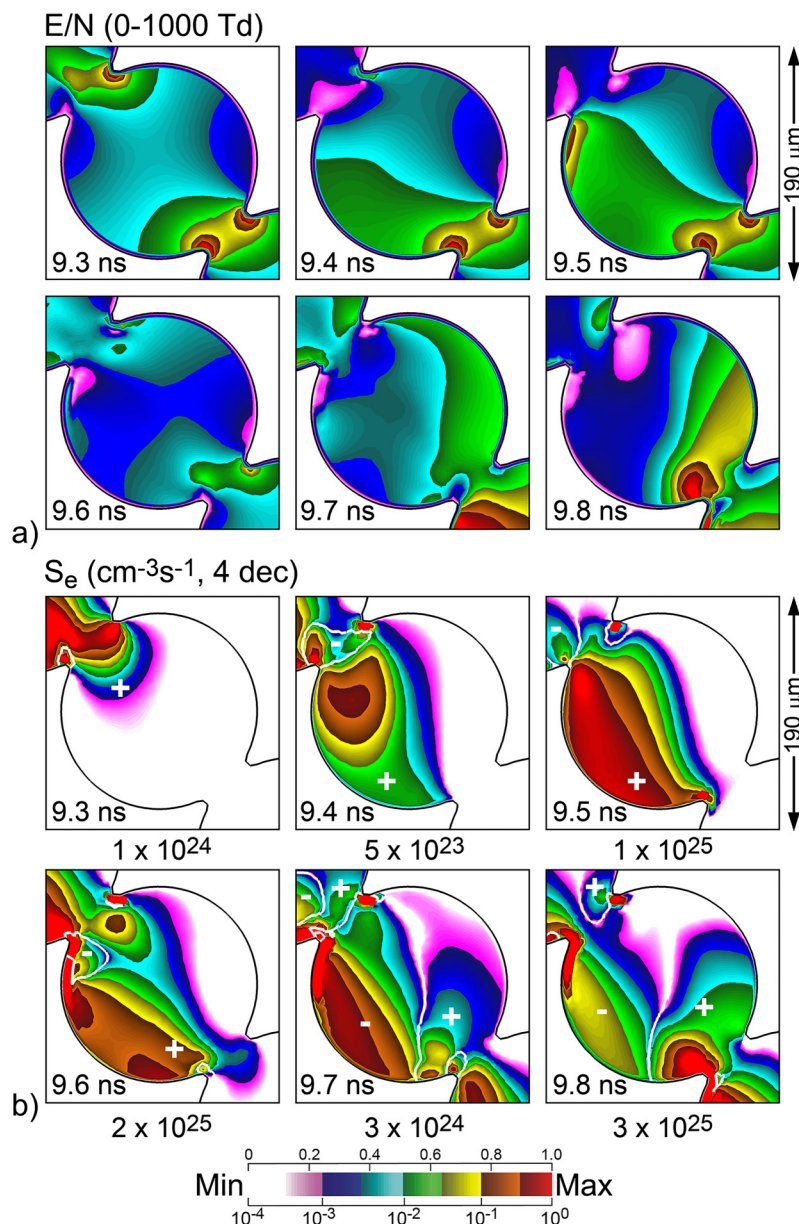 E/N (0-1000 Td)
9.3 ns
9.4 ns
9.5 ns
190 µm
9.6 ns
9.7 ns
9.8 ns
a)
Sₑ (cm⁻³s⁻¹, 4 dec)
+
-
+
-
+
9.3 ns
9.4 ns
9.5 ns
190 µm
1 x 10²⁴
5 x 10²³
1 x 10²⁵
-
+
-
+
-
+
+
-
+
9.6 ns
9.7 ns
9.8 ns
b)
2 x 10²⁵
3 x 10²⁴
3 x 10²⁵
0 0.2 0.4 0.6 0.8 1.0
Min Max
10⁻⁴ 10⁻³ 10⁻² 10⁻¹ 10⁰